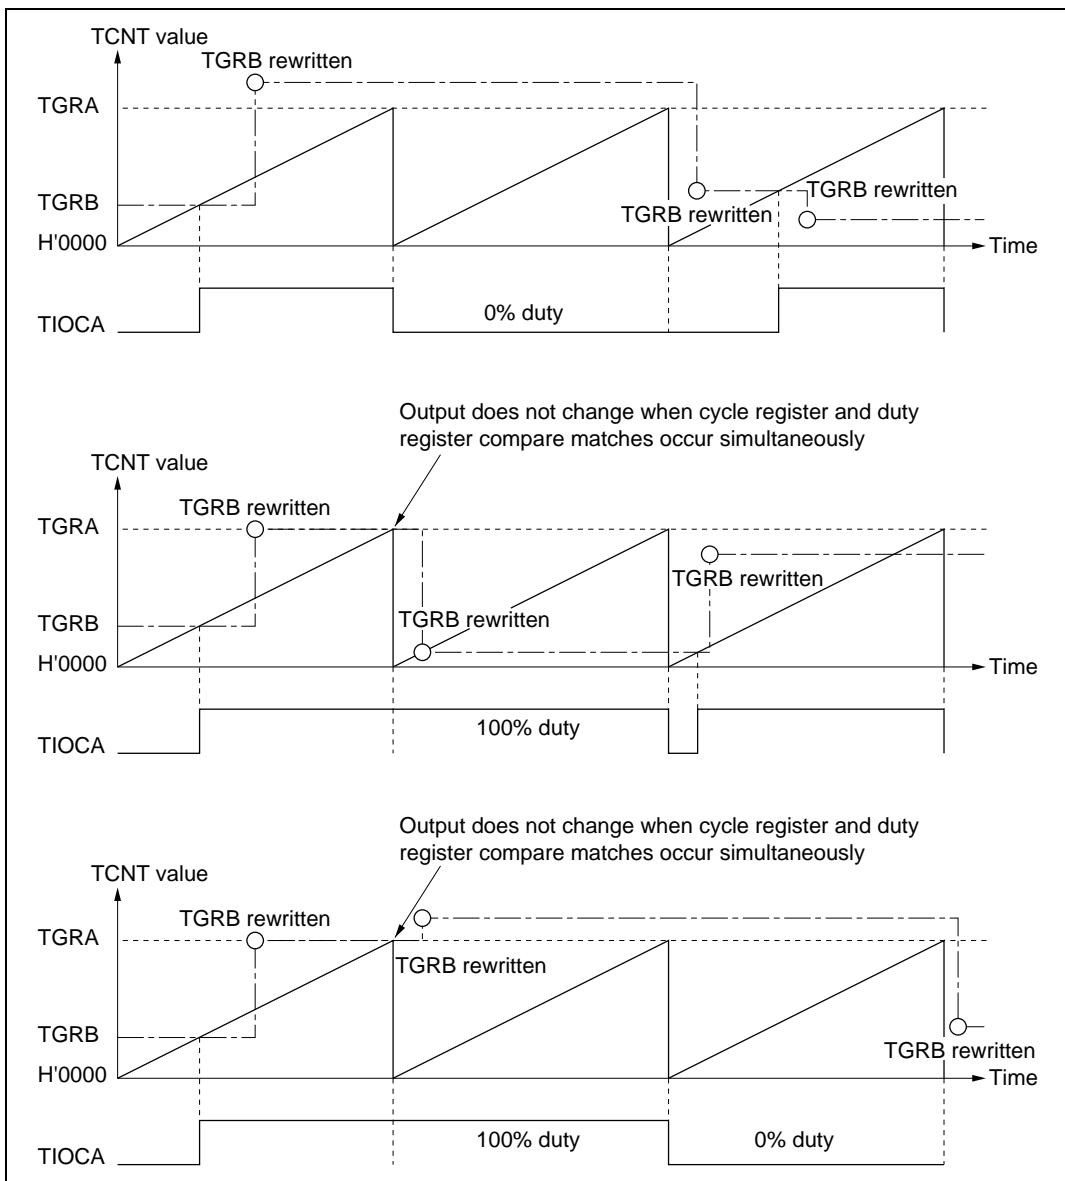 TCNT value
TGRB rewritten
TGRA
TGRB rewritten
TGRB
TGRB rewritten
H'0000
Time
0% duty
TIOCA
Output does not change when cycle register and duty
register compare matches occur simultaneously
TCNT value
TGRB rewritten
TGRA
TGRB rewritten
TGRB rewritten
TGRB
H'0000
Time
100% duty
TIOCA
Output does not change when cycle register and duty
register compare matches occur simultaneously
TCNT value
TGRB rewritten
TGRA
TGRB rewritten
TGRB
TGRB rewritten
H'0000
Time
100% duty
0% duty
TIOCA